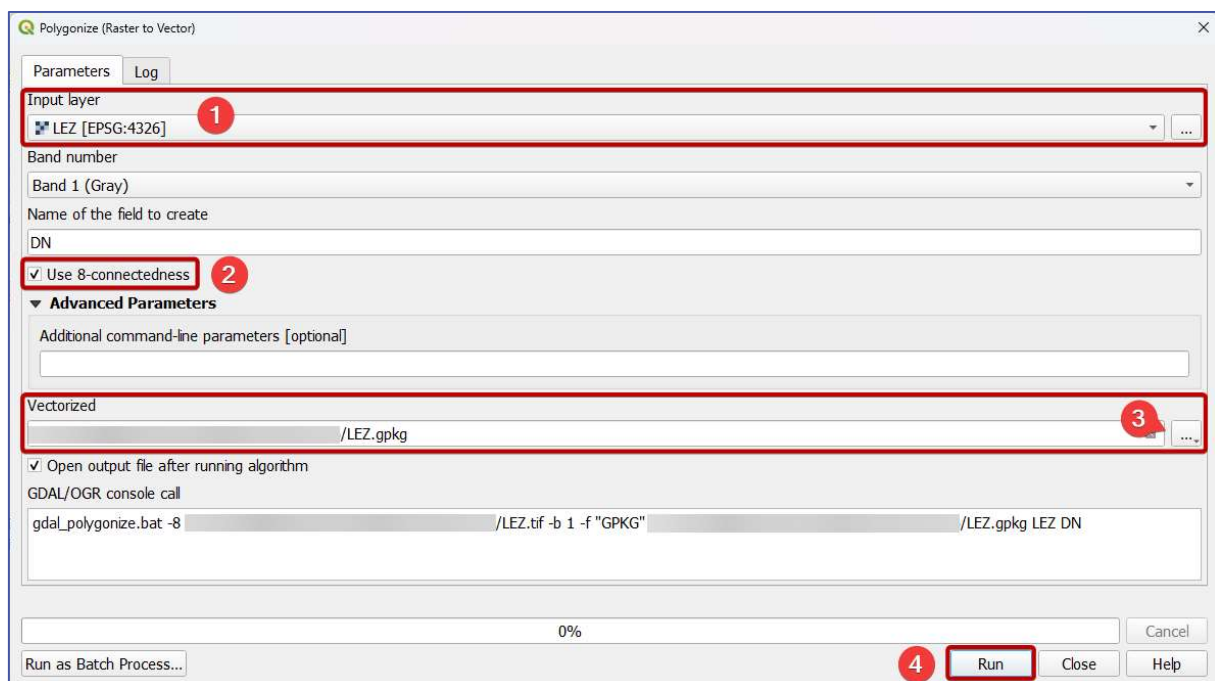 Polygonize (Raster to Vector)
Parameters Log
Input layer
1
LEZ [EPSG:4326]
...
Band number
Band 1 (Gray)
Name of the field to create
DN
Use 8-connectedness 2
Advanced Parameters
Additional command-line parameters [optional]
Vectorized
3
/LEZ.gpkg
...
Open output file after running algorithm
GDAL/OGR console call
gdal_polygonize.bat -8 /LEZ.tif -b 1 -f "GPKG" /LEZ.gpkg LEZ DN
0%
Cancel
Run as Batch Process... 4 Run Close Help